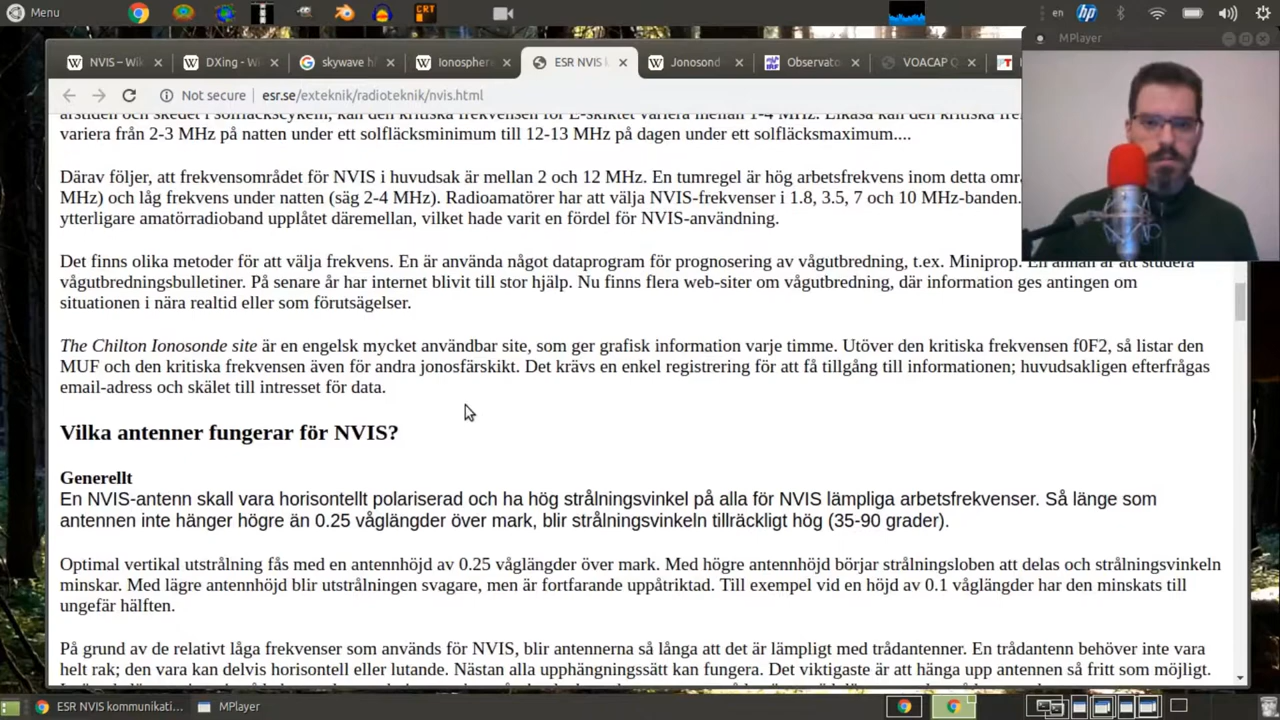 Menu
en
hp
CRT
MPlayer
NVIS – Wik
DXing - W
skywave h
Ionosphere
ESR NVIS k
Jonosond
Observato
VOACAP Q
Not secure
esr.se/exteknik/radioteknik/nvis.html
variera från 2-3 MHz på natten under ett solfläcksminimum till 12-13 MHz på dagen under ett solfläcksmaximum....
Därav följer, att frekvensområdet för NVIS i huvudsak är mellan 2 och 12 MHz. En tumregel är hög arbetsfrekvens inom detta omr
MHz) och låg frekvens under natten (säg 2-4 MHz). Radioamatörer har att välja NVIS-frekvenser i 1.8, 3.5, 7 och 10 MHz-banden.
ytterligare amatörradioband upplåtet däremellan, vilket hade varit en fördel för NVIS-användning.
Det finns olika metoder för att välja frekvens. En är använda något dataprogram för prognosering av vågutbredning, t.ex. Miniprop. En annan är att studera
vågutbredningsbulletiner. På senare år har internet blivit till stor hjälp. Nu finns flera web-siter om vågutbredning, där information ges antingen om
situationen i nära realtid eller som förutsägelser.
The Chilton Ionosonde site är en engelsk mycket användbar site, som ger grafisk information varje timme. Utöver den kritiska frekvensen f0F2, så listar den
MUF och den kritiska frekvensen även för andra jonosfärskikt. Det krävs en enkel registrering för att få tillgång till informationen; huvudsakligen efterfrågas
email-adress och skälet till intresset för data.
Vilka antenner fungerar för NVIS?
Generellt
En NVIS-antenn skall vara horisontellt polariserad och ha hög strålningsvinkel på alla för NVIS lämpliga arbetsfrekvenser. Så länge som
antennen inte hänger högre än 0.25 våglängder över mark, blir strålningsvinkeln tillräckligt hög (35-90 grader).
Optimal vertikal utstrålning fås med en antennhöjd av 0.25 våglängder över mark. Med högre antennhöjd börjar strålningsloben att delas och strålningsvinkeln
minskar. Med lägre antennhöjd blir utstrålningen svagare, men är fortfarande uppåtriktad. Till exempel vid en höjd av 0.1 våglängder har den minskats till
ungefär hälften.
På grund av de relativt låga frekvenser som används för NVIS, blir antennerna så långa att det är lämpligt med trådantenner. En trådantenn behöver inte vara
helt rak; den vara kan delvis horisontell eller lutande. Nästan alla upphängningssätt kan fungera. Det viktigaste är att hänga upp antennen så fritt som möjligt.
ESR NVIS kommunikati...
MPlayer